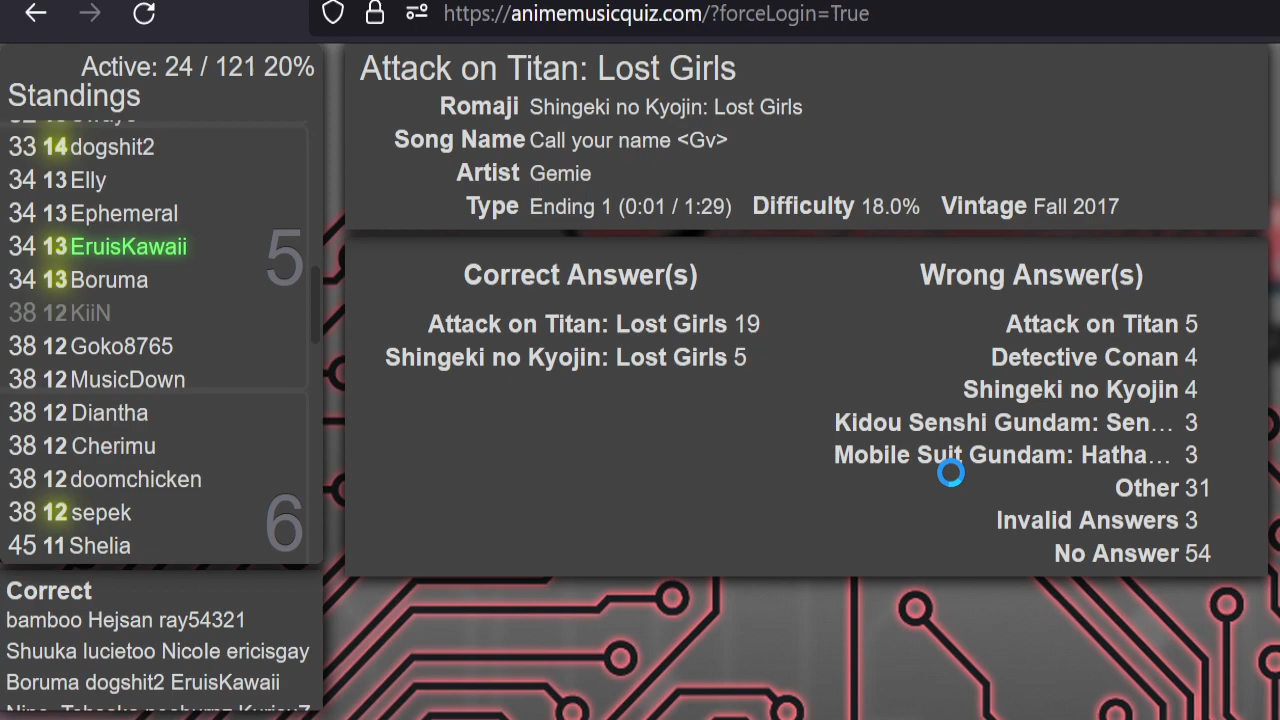 https://animemusicquiz.com/?forceLogin=True
Active: 24 / 121 20%
Standings
33 14 dogshit2
34 13 Elly
34 13 Ephemeral
34 13 EruisKawaii
5
34 13 Boruma
38 12 KiiN
38 12 Goko8765
38 12 MusicDown
38 12 Diantha
38 12 Cherimu
38 12 doomchicken
38 12 sepek
6
45 11 Shelia
Correct
bamboo Hejsan ray54321
Shuuka lucietoo Nicole ericisgay
Boruma dogshit2 EruisKawaii
Attack on Titan: Lost Girls
Romaji Shingeki no Kyojin: Lost Girls
Song Name Call your name <Gv>
Artist Gemie
Type Ending 1 (0:01 / 1:29) Difficulty 18.0% Vintage Fall 2017
Correct Answer(s)
Attack on Titan: Lost Girls 19
Shingeki no Kyojin: Lost Girls 5
Wrong Answer(s)
Attack on Titan 5
Detective Conan 4
Shingeki no Kyojin 4
Kidou Senshi Gundam: Sen... 3
Mobile Suit Gundam: Hatha... 3
Other 31
Invalid Answers 3
No Answer 54